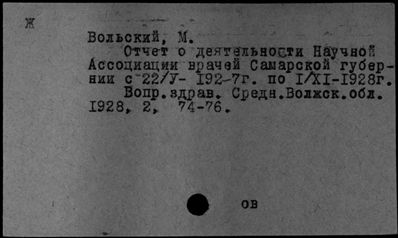 Ж
Вольский, М.
Отчет о деятельности Научной
Ассоциации врачей Самарской губер-
нии с 22/У- 192-7г. по I/XI-1928г.
Вопр.здрав. Средн.Волжск.обл.
1928, 2, 74-76.
ов